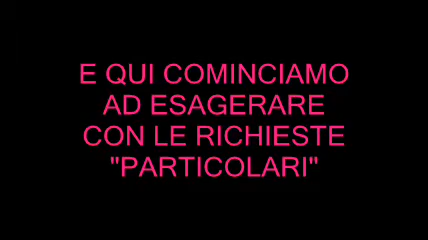 E QUI COMINCIAMO
AD ESAGERARE
CON LE RICHIESTE
"PARTICOLARI"